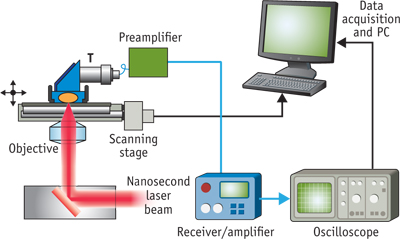 Data
acquisition
and PC
Preamplifier
T
Objective
Scanning
stage
Nanosecond
laser
beam
Receiver/amplifier
Oscilloscope